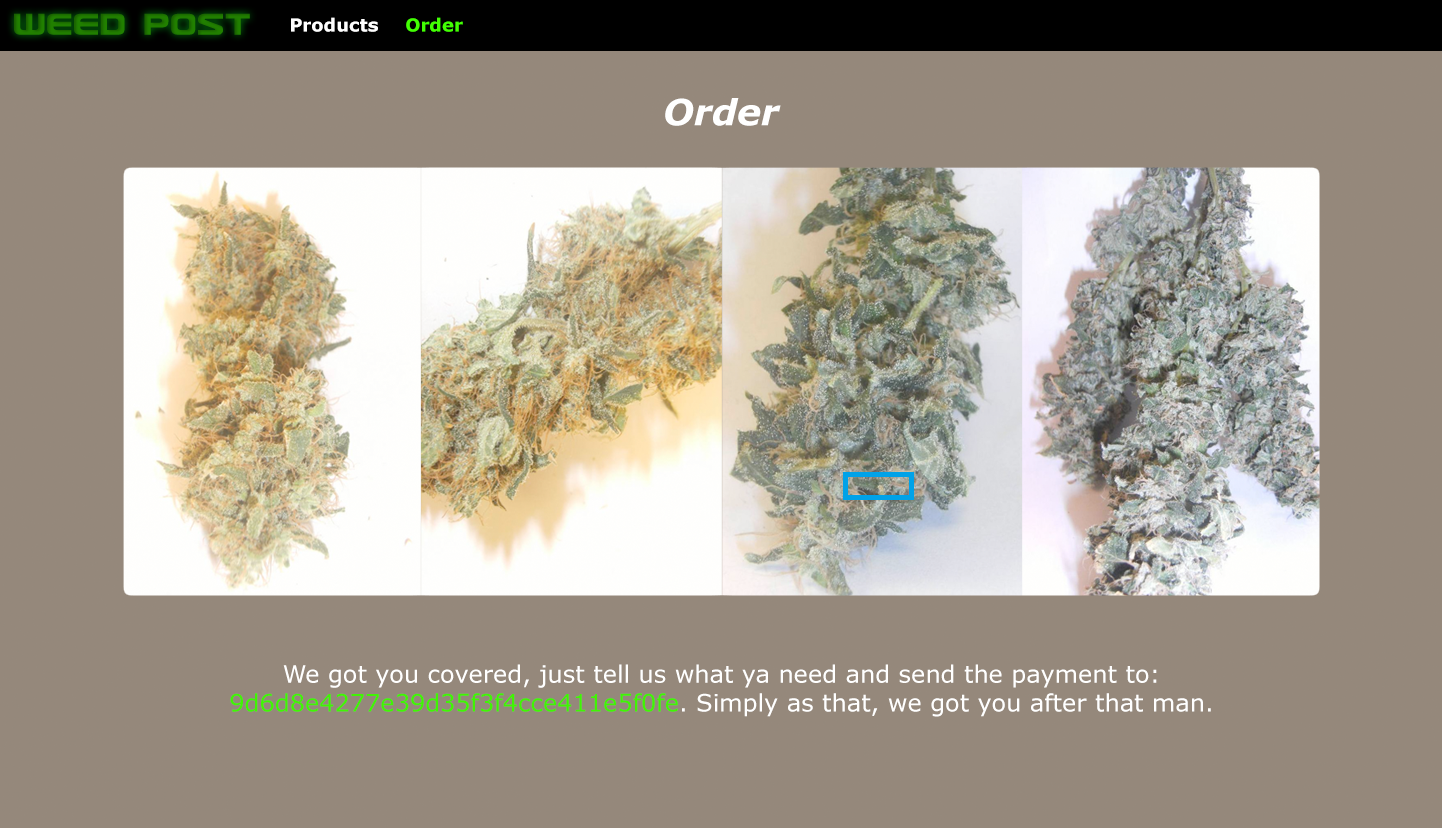 WEED POST
Products
Order
Order
We got you covered, just tell us what ya need and send the payment to:
9d6d8e4277e39d35f3f4cce411e5f0fe. Simply as that, we got you after that man.